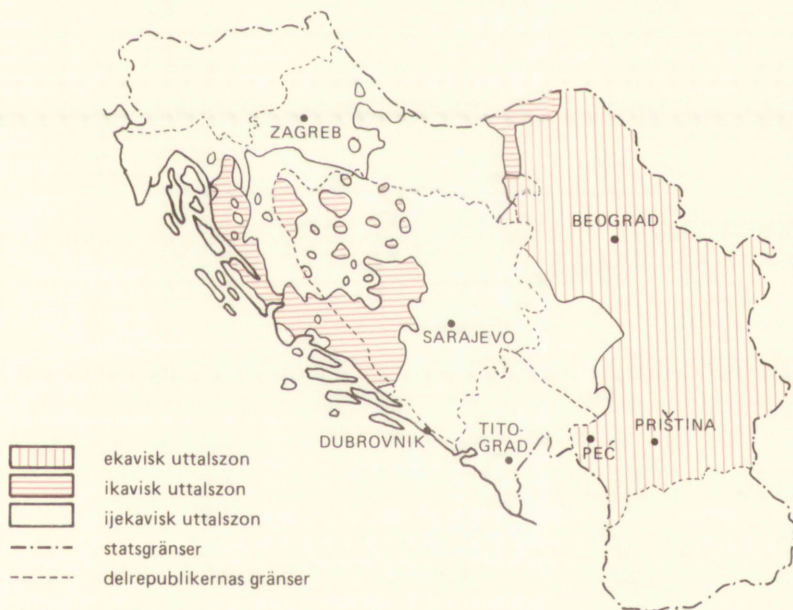 ZAGREB
BEOGRAD
SARAJEVO
DUBROVNIK
TITO-
GRAD
PEĆ
PRIŠTINA
ekavisk uttalszon
ikavisk uttalszon
ijekavisk uttalszon
statsgränser
delrepublikernas gränser